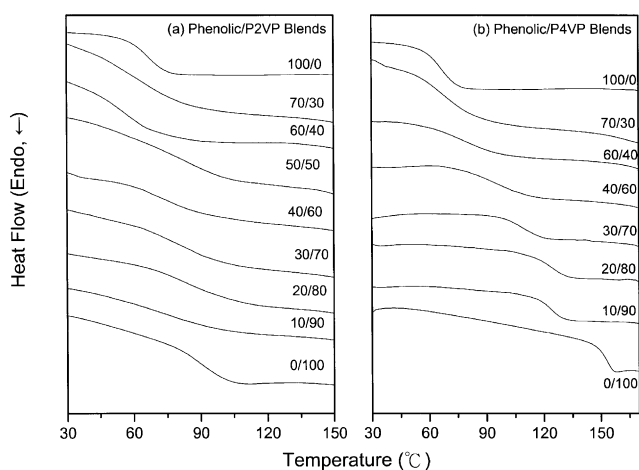 (a) Phenolic/P2VP Blends
100/0
70/30
60/40
50/50
40/60
30/70
20/80
10/90
0/100
30 60 90 120 150
(b) Phenolic/P4VP Blends
100/0
70/30
60/40
40/60
30/70
20/80
10/90
0/100
30 60 90 120 150
Heat Flow (Endo, ←)
Temperature (℃)